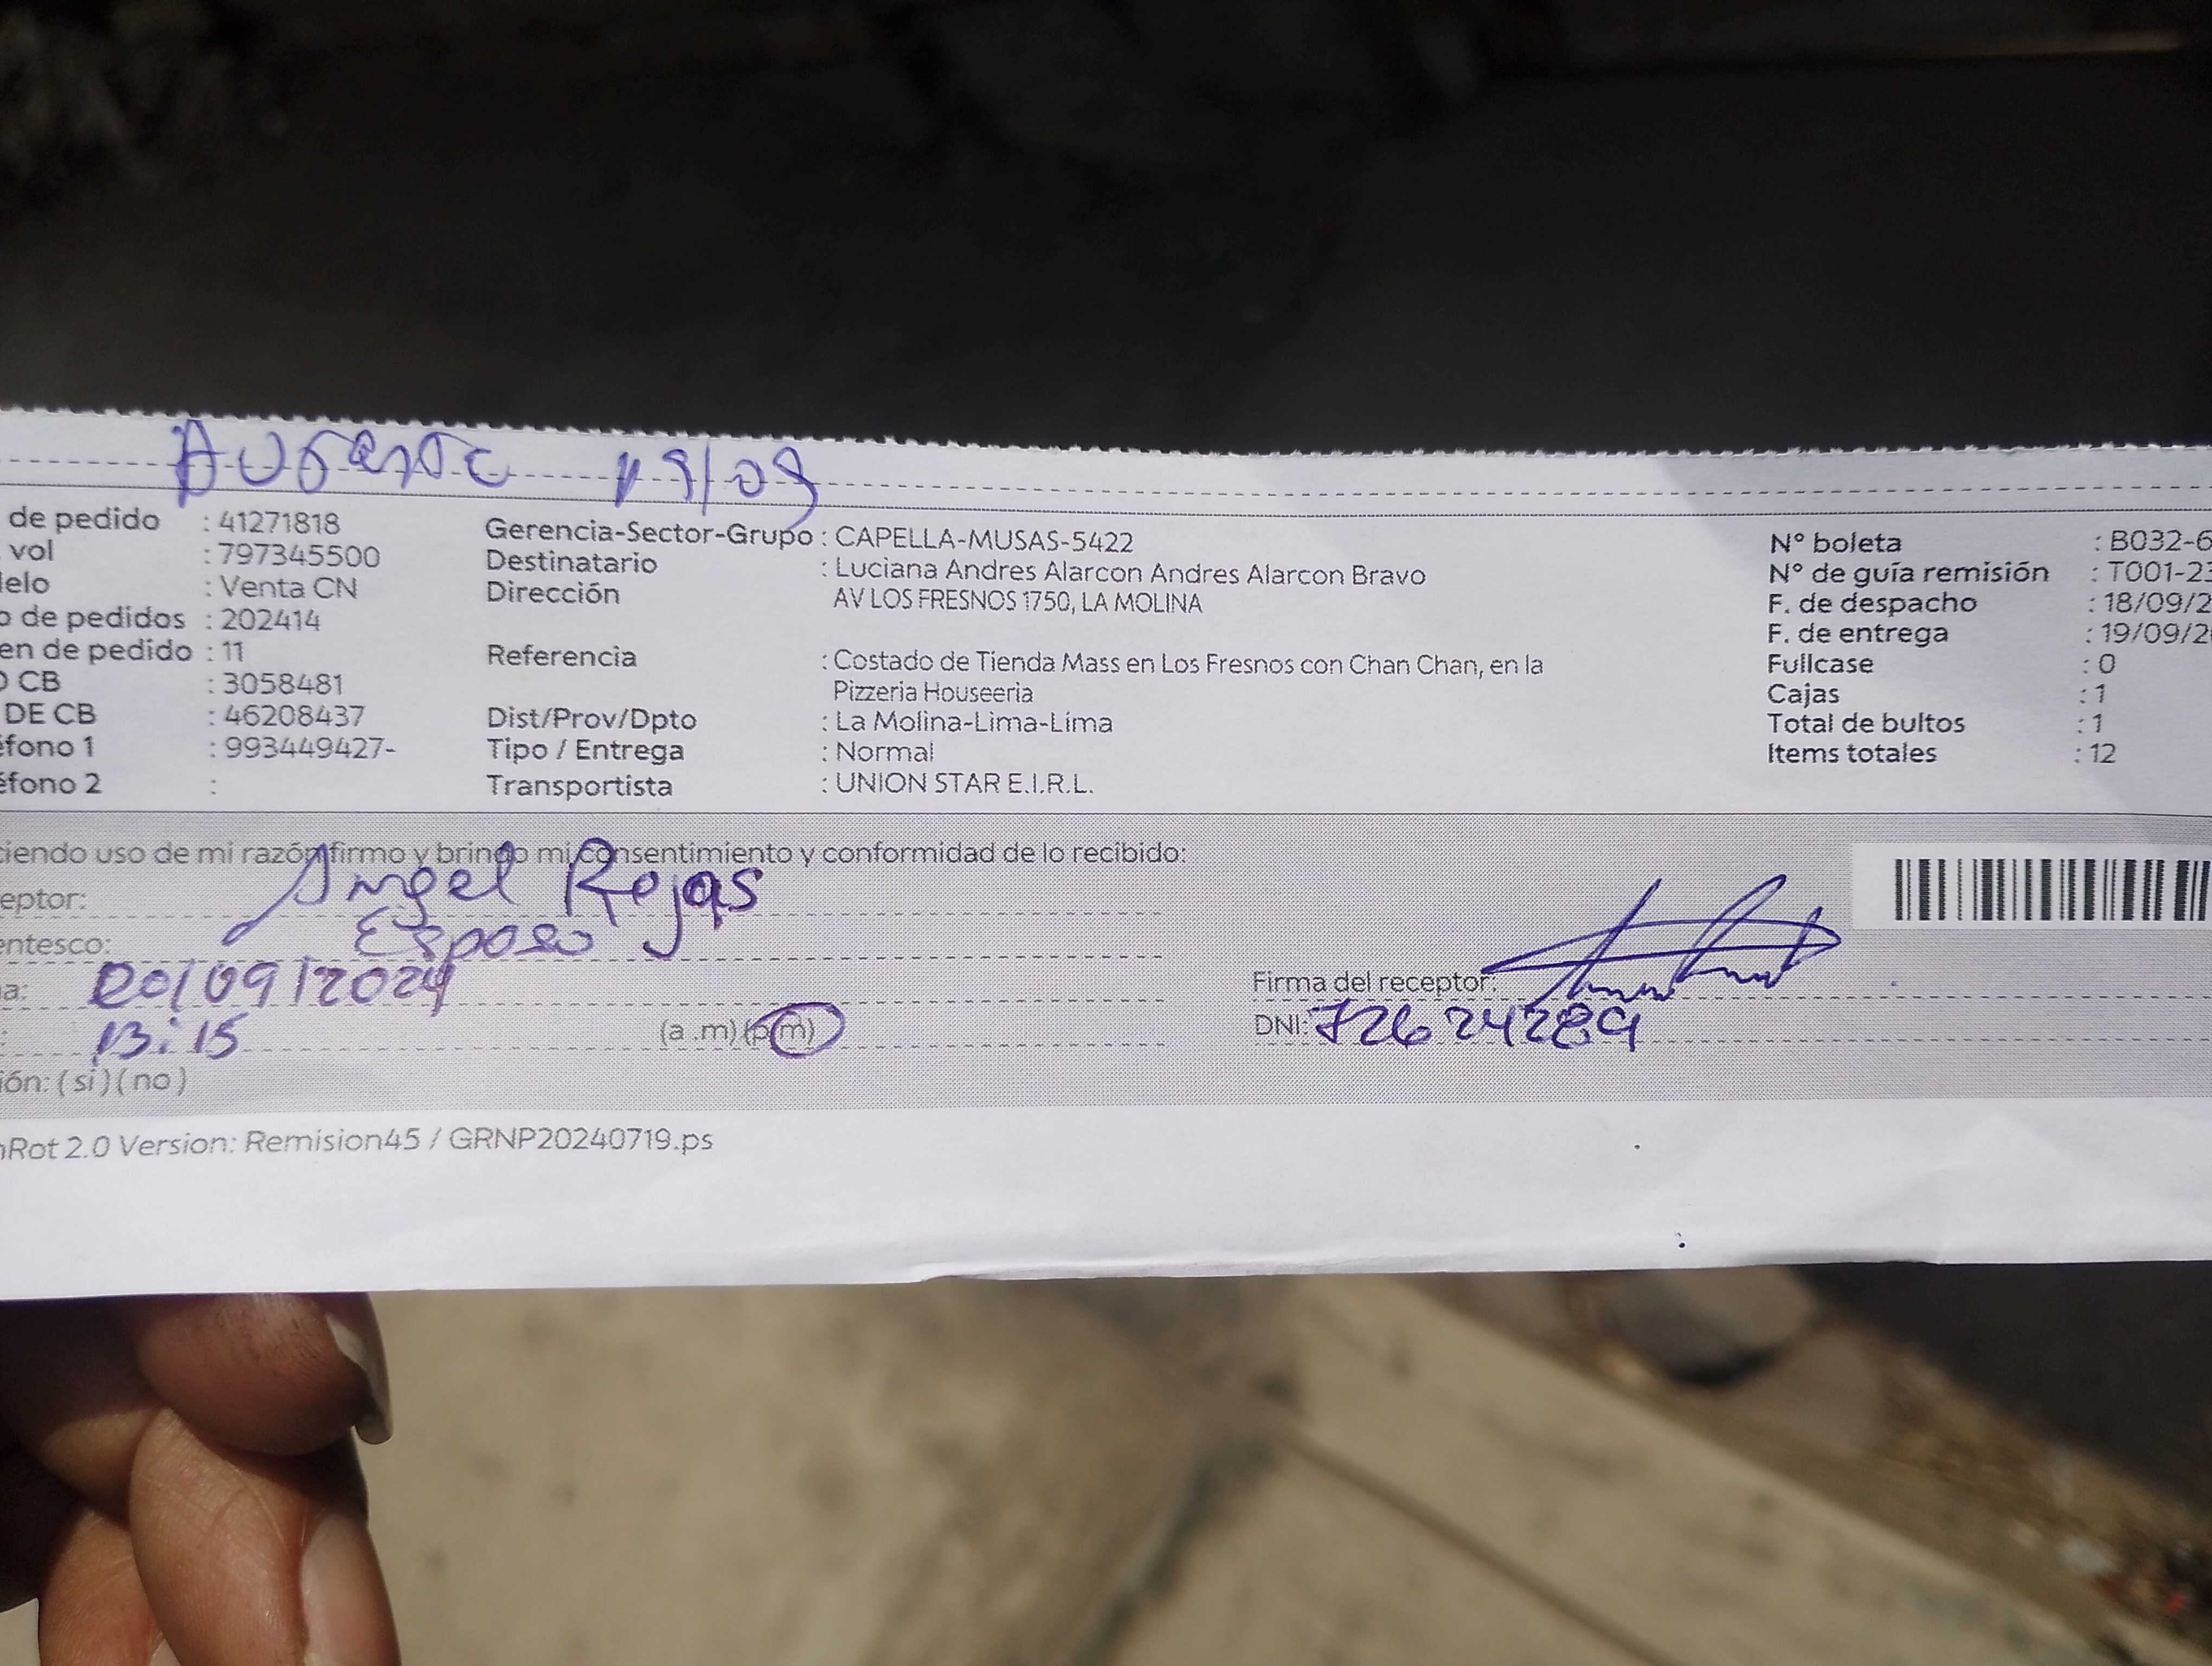 Ausente 19/09
de pedido : 41271818
vol : 797345500
delo : Venta CN
o de pedidos : 202414
en de pedido : 11
O CB : 3058481
DE CB : 46208437
éfono 1 : 993449427-
éfono 2 :
Gerencia-Sector-Grupo : CAPELLA-MUSAS-5422
Destinatario : Luciana Andres Alarcon Andres Alarcon Bravo
Dirección AV LOS FRESNOS 1750, LA MOLINA
Referencia : Costado de Tienda Mass en Los Fresnos con Chan Chan, en la
Pizzeria Houseeria
Dist/Prov/Dpto : La Molina-Lima-Lima
Tipo / Entrega : Normal
Transportista : UNION STAR E.I.R.L.
Nº boleta : B032-6
Nº de guía remisión : T001-23
F. de despacho : 18/09/2
F. de entrega : 19/09/20
Fullcase : 0
Cajas : 1
Total de bultos : 1
Items totales : 12
ciendo uso de mi razón firmo y brindo mi consentimiento y conformidad de lo recibido:
eptor: Angel Rojas
entesco: Esposo
a: 20/09/2024
: 13:15 (a .m) (p.m)
Firma del receptor:
DNI: 72624289
ión: ( si ) ( no )
nRot 2.0 Version: Remision45 / GRNP20240719.ps